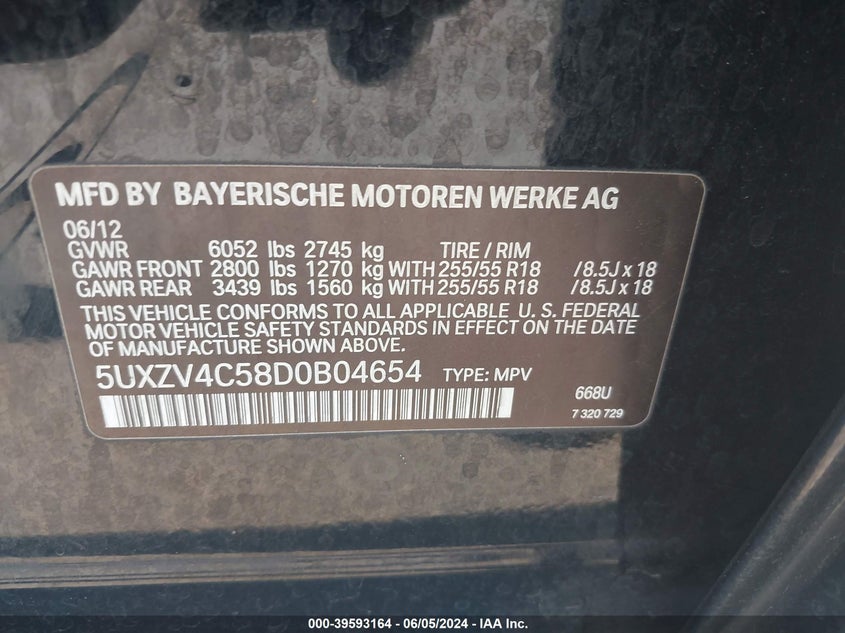 MFD BY BAYERISCHE MOTOREN WERKE AG
06/12
GVWR 6052 lbs 2745 kg TIRE / RIM
GAWR FRONT 2800 lbs 1270 kg WITH 255/55 R18 /8.5J x 18
GAWR REAR 3439 lbs 1560 kg WITH 255/55 R18 /8.5J x 18
THIS VEHICLE CONFORMS TO ALL APPLICABLE U. S. FEDERAL
MOTOR VEHICLE SAFETY STANDARDS IN EFFECT ON THE DATE
OF MANUFACTURE SHOWN ABOVE.
5UXZV4C58D0B04654 TYPE: MPV
668U
7 320 729
000-39593164 - 06/05/2024 - IAA Inc.